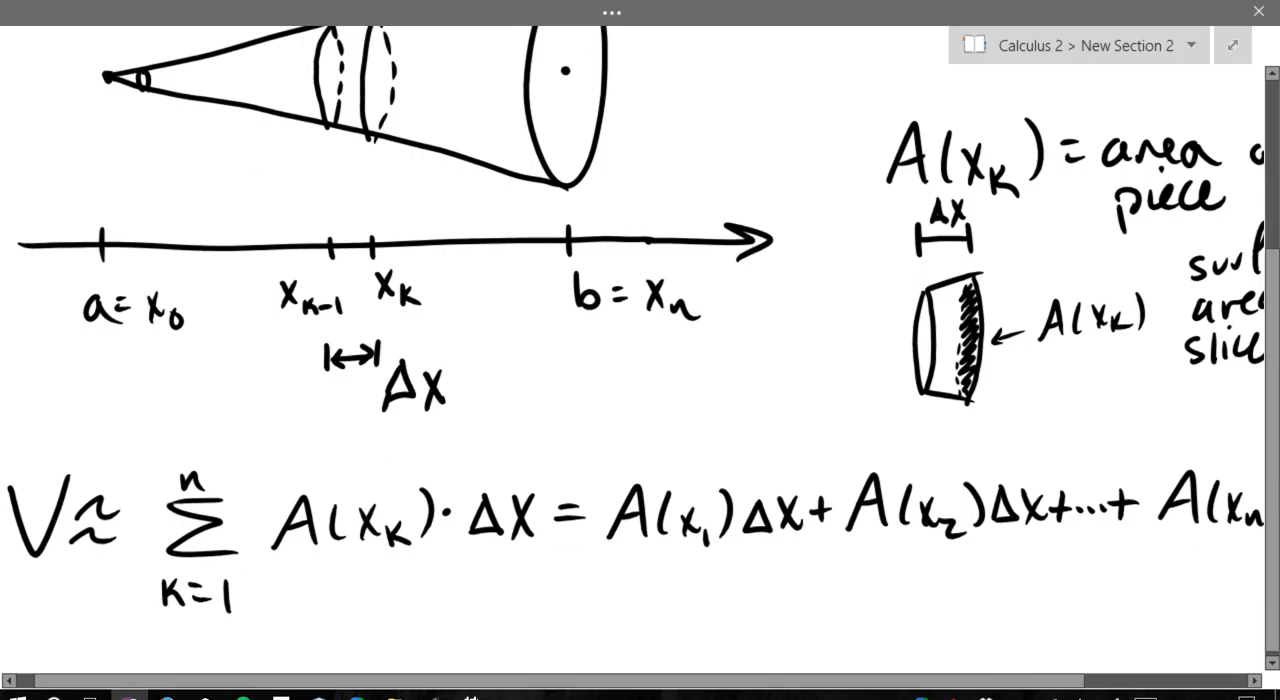 Calculus 2 > New Section 2
A(xₖ) = area
piece
Δx
a = x₀
xₖ₋₁
xₖ
b = xₙ
← A(xₖ)
Δx
V ≈ ∑ₖ₌₁ⁿ A(xₖ) · Δx = A(x₁)Δx + A(x₂)Δx + ... + A(xₙ